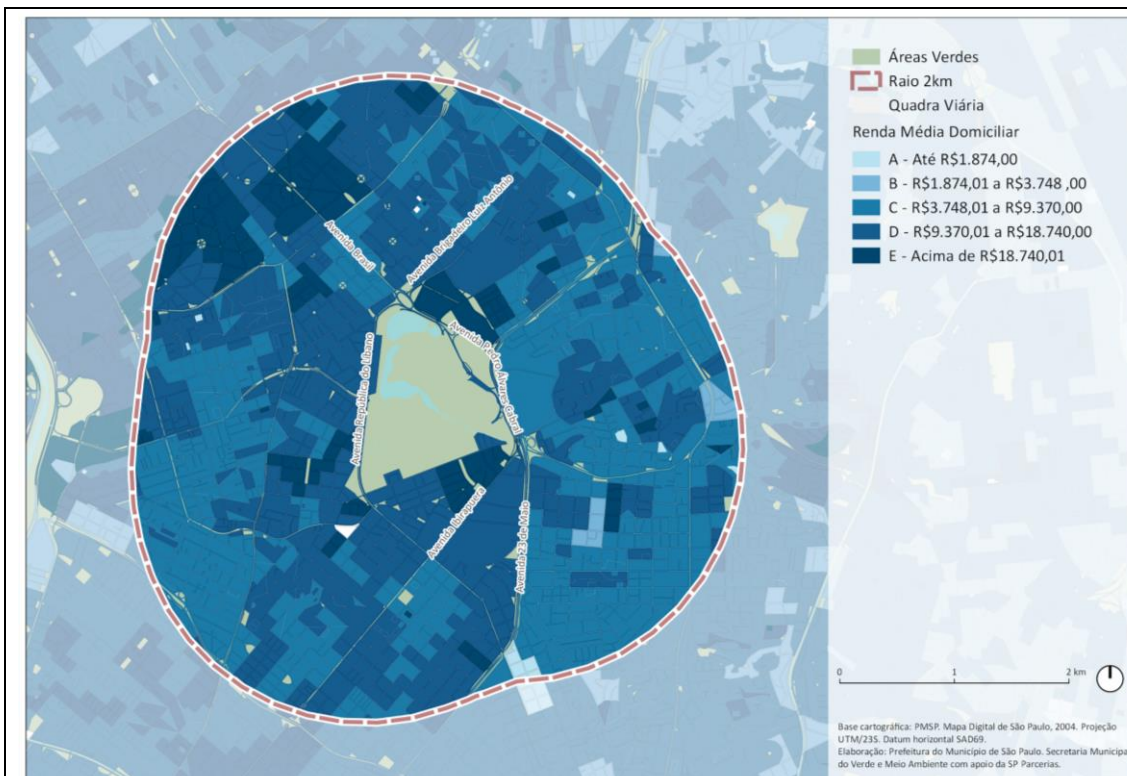 Áreas Verdes
Raio 2km
Quadra Viária
Renda Média Domiciliar
A - Até R$1.874,00
B - R$1.874,01 a R$3.748 ,00
C - R$3.748,01 a R$9.370,00
D - R$9.370,01 a R$18.740,00
E - Acima de R$18.740,01
Avenida Brasil
Avenida Brigadeiro Luiz Antônio
Avenida Pedro Álvares Cabral
Avenida República do Líbano
Avenida Ibirapuera
Avenida 23 de Maio
0 1 2 km
Base cartográfica: PMSP. Mapa Digital de São Paulo, 2004. Projeção
UTM/23S. Datum horizontal SAD69.
Elaboração: Prefeitura do Município de São Paulo. Secretaria Municipa
do Verde e Meio Ambiente com apoio da SP Parcerias.